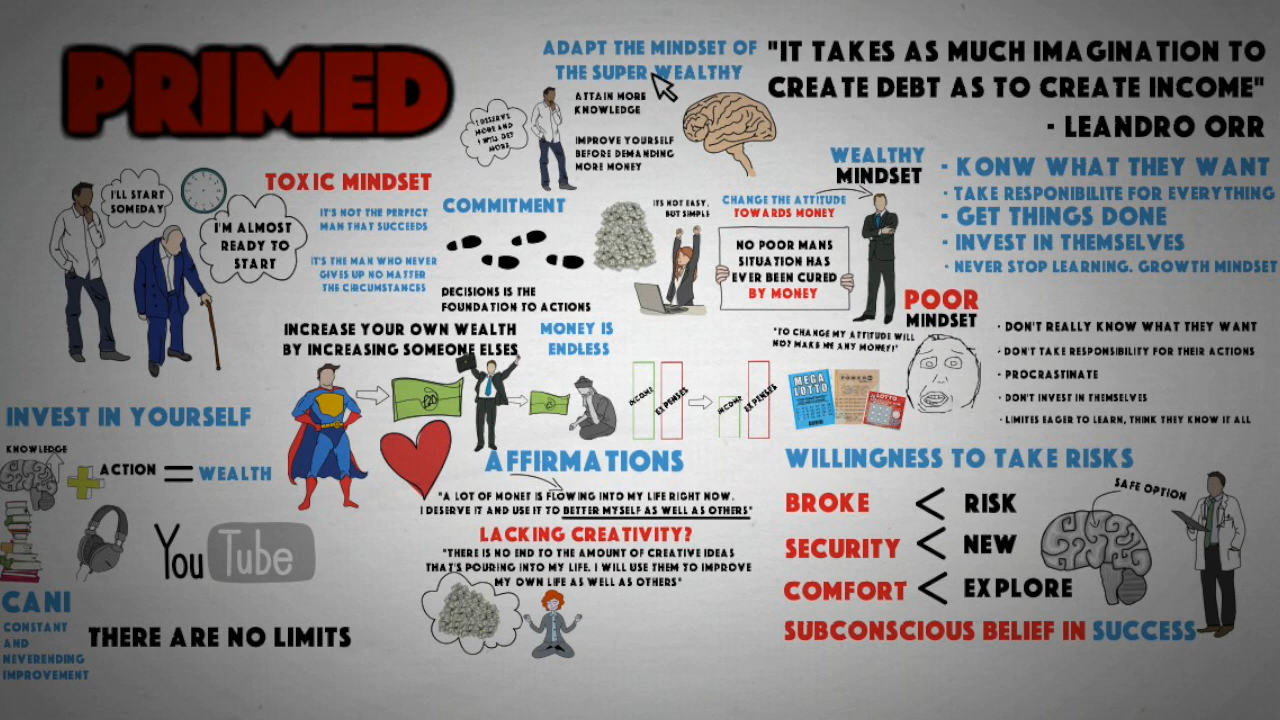 PRIMED
ADAPT THE MINDSET OF
THE SUPER WEALTHY
"IT TAKES AS MUCH IMAGINATION TO
CREATE DEBT AS TO CREATE INCOME"
- LEANDRO ORR
I DESERVE
MORE AND
I WILL GET
MORE
ATTAIN MORE
KNOWLEDGE
IMPROVE YOURSELF
BEFORE DEMANDING
MORE MONEY
WEALTHY
MINDSET
· KONW WHAT THEY WANT
· TAKE RESPONSIBILITE FOR EVERYTHING
· GET THINGS DONE
· INVEST IN THEMSELVES
· NEVER STOP LEARNING. GROWTH MINDSET
I'LL START
SOMEDAY
I'M ALMOST
READY TO
START
TOXIC MINDSET
IT'S NOT THE PERFECT
MAN THAT SUCCEEDS
IT'S THE MAN WHO NEVER
GIVES UP NO MATTER
THE CIRCUMSTANCES
COMMITMENT
DECISIONS IS THE
FOUNDATION TO ACTIONS
ITS NOT EASY,
BUT SIMPLE
CHANGE THE ATTITUDE
TOWARDS MONEY
NO POOR MANS
SITUATION HAS
EVER BEEN CURED
BY MONEY
POOR
MINDSET
"TO CHANGE MY ATTITUDE WILL
NOT MAKE ME ANY MONEY!"
· DON'T REALLY KNOW WHAT THEY WANT
· DON'T TAKE RESPONSIBILITY FOR THEIR ACTIONS
· PROCRASTINATE
· DON'T INVEST IN THEMSELVES
· LIMITES EAGER TO LEARN, THINK THEY KNOW IT ALL
INCREASE YOUR OWN WEALTH
BY INCREASING SOMEONE ELSES
MONEY IS
ENDLESS
£20
INCOME
EXPENSES
INCOME
EXPENSES
MEGA
LOTTO
LOTTO
INVEST IN YOURSELF
KNOWLEDGE
ACTION
WEALTH
You Tube
CANI
CONSTANT
AND
NEVERENDING
IMPROVEMENT
THERE ARE NO LIMITS
AFFIRMATIONS
"A LOT OF MONET IS FLOWING INTO MY LIFE RIGHT NOW.
I DESERVE IT AND USE IT TO BETTER MYSELF AS WELL AS OTHERS"
LACKING CREATIVITY?
"THERE IS NO END TO THE AMOUNT OF CREATIVE IDEAS
THAT'S POURING INTO MY LIFE. I WILL USE THEM TO IMPROVE
MY OWN LIFE AS WELL AS OTHERS"
WILLINGNESS TO TAKE RISKS
BROKE < RISK
SECURITY < NEW
COMFORT < EXPLORE
SAFE OPTION
SUBCONSCIOUS BELIEF IN SUCCESS